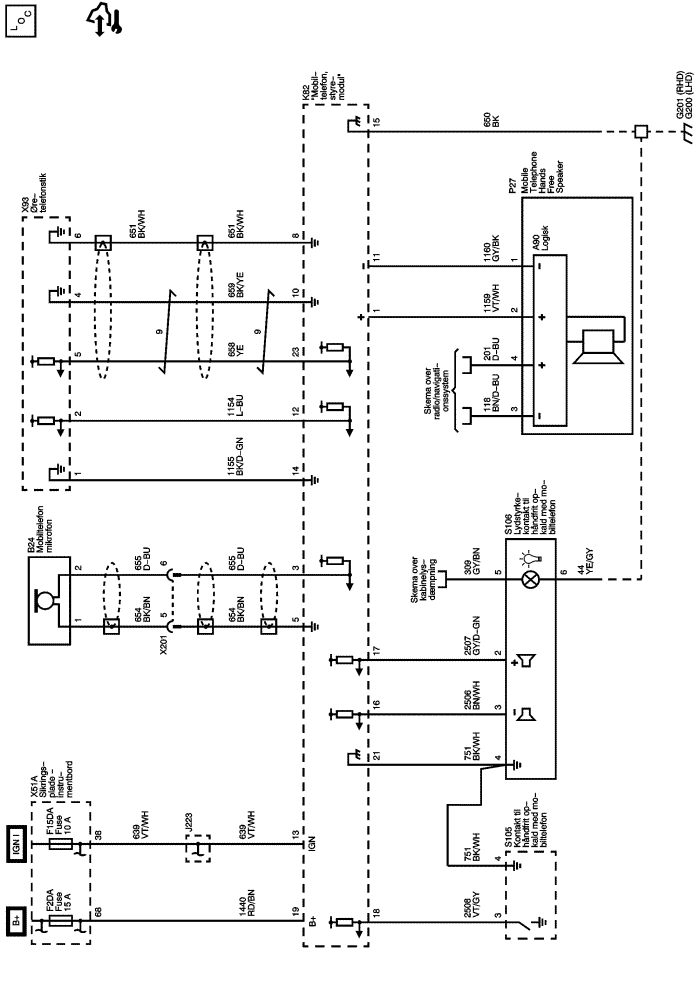 LOC
IGN I
B+
X51A
Sikrings–
plade –
instru–
mentbord
F15DA
Fuse
10 A
F2DA
Fuse
15 A
38
68
639
VT/WH
J223
639
VT/WH
1440
RD/BN
13
IGN
19
B+
B24
Mobiltelefon
mikrofon
2
1
655
D–BU
6
655
D–BU
3
654
BK/BN
5
X201
654
BK/BN
5
X93
Øre–
telefonstik
6
651
BK/WH
651
BK/WH
8
4
9
659
BK/YE
10
5
658
YE
9
23
2
1154
L–BU
12
1
1155
BK/D–GN
14
K82
"Mobil–
telefon,
styre–
modul"
15
650
BK
G201 (RHD)
G200 (LHD)
11
1160
GY/BK
1
1
1159
VT/WH
2
Skema over
radio/navigati–
onssystem
201
D–BU
4
118
BN/D–BU
3
P27
Mobile
Telephone
Hands
Free
Speaker
A90
Logisk
Skema over
kabinelys–
dæmpning
309
GY/BN
5
S106
Lydstyrke–
kontakt til
håndfrit op–
kald med mo–
biltelefon
6
44
YE/GY
17
2507
GY/D–GN
2
16
2506
BN/WH
3
21
751
BK/WH
4
751
BK/WH
4
S105
Kontakt til
håndfrit op–
kald med mo–
biltelefon
18
2508
VT/GY
3